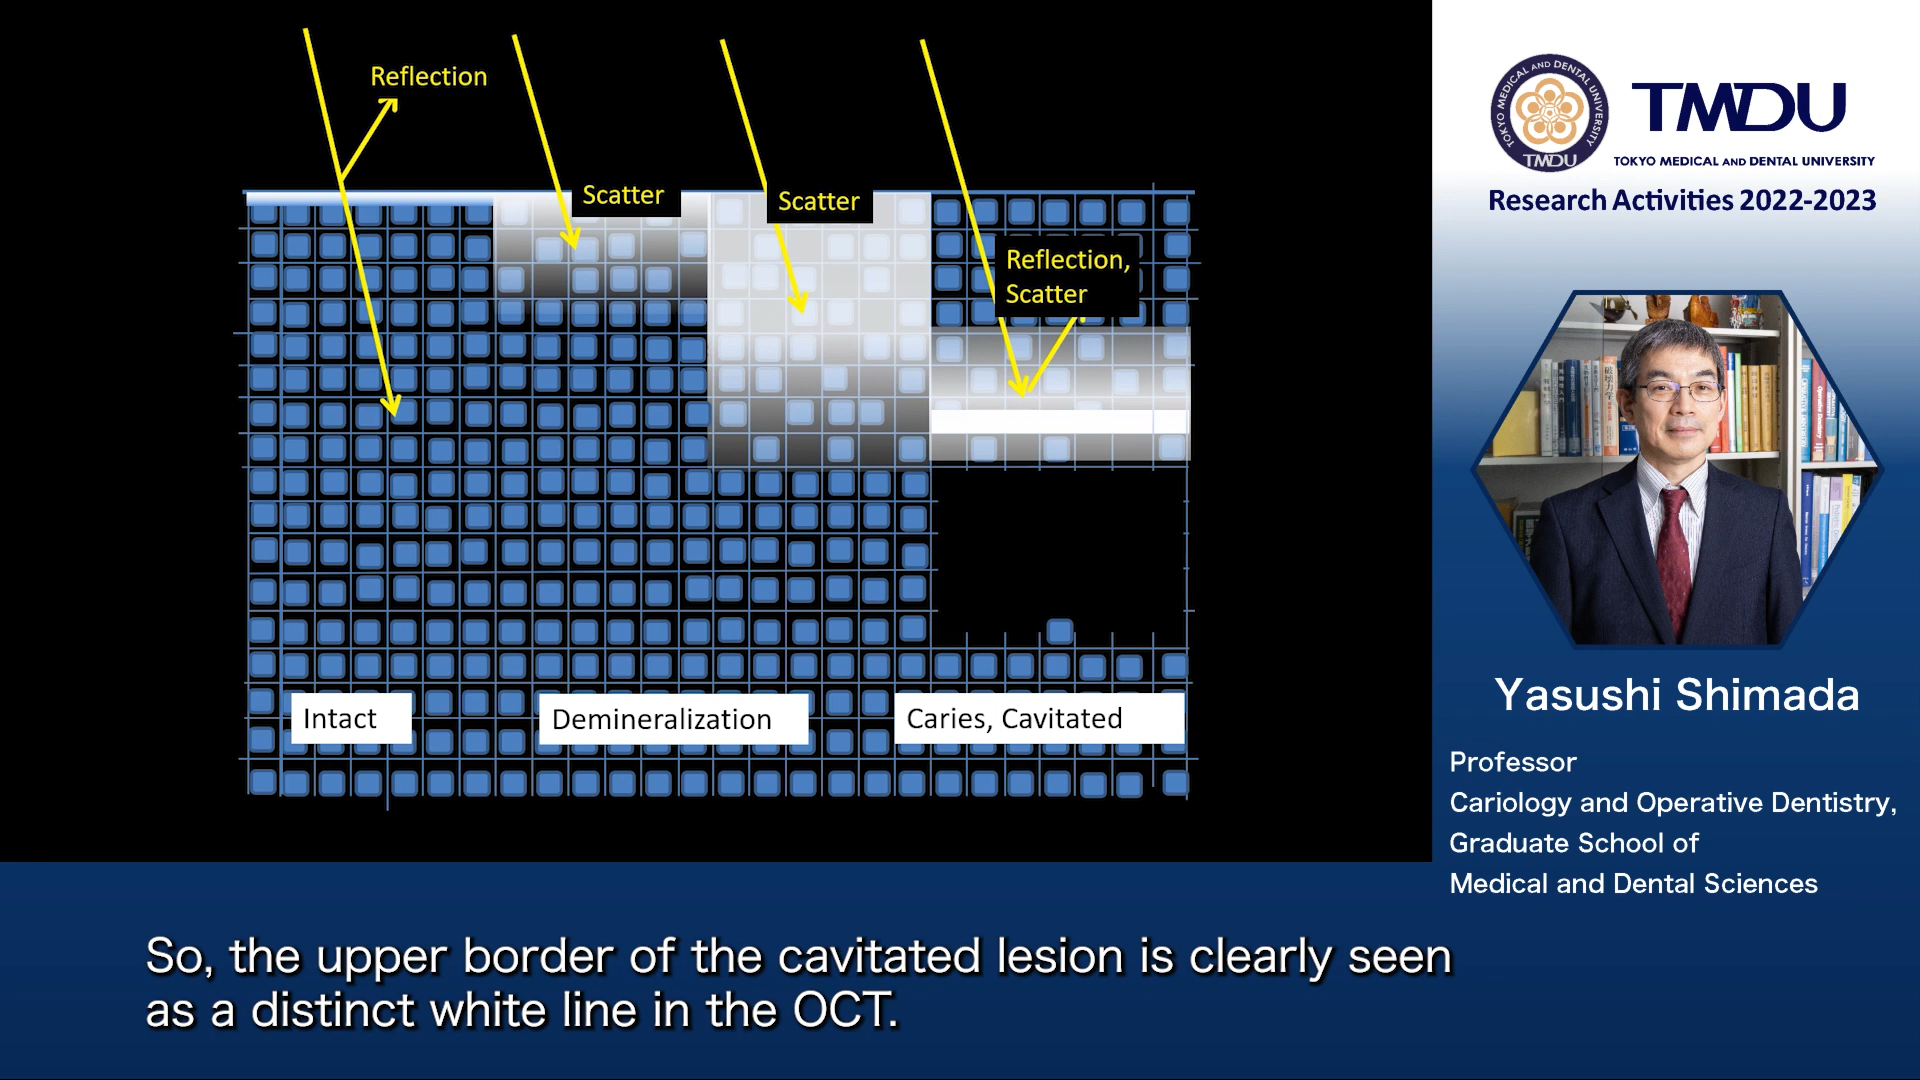 Reflection
Scatter
Scatter
Reflection,
Scatter
Intact
Demineralization
Caries, Cavitated
TOKYO MEDICAL AND DENTAL UNIVERSITY
TMDU
TMDU
TOKYO MEDICAL AND DENTAL UNIVERSITY
Research Activities 2022-2023
Yasushi Shimada
Professor
Cariology and Operative Dentistry,
Graduate School of
Medical and Dental Sciences
So, the upper border of the cavitated lesion is clearly seen
as a distinct white line in the OCT.